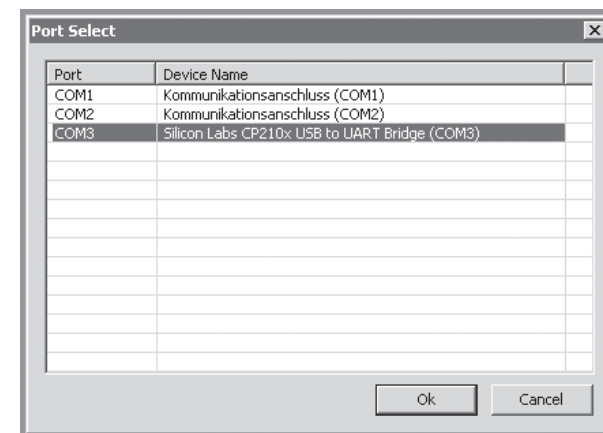 Port Select
Port Device Name
COM1 Kommunikationsanschluss (COM1)
COM2 Kommunikationsanschluss (COM2)
COM3 Silicon Labs CP210x USB to UART Bridge (COM3)
Ok Cancel